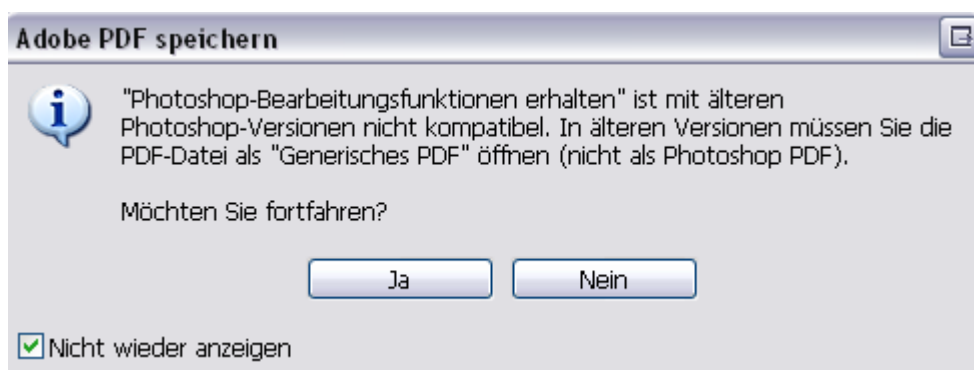 Adobe PDF speichern
"Photoshop-Bearbeitungsfunktionen erhalten" ist mit älteren
Photoshop-Versionen nicht kompatibel. In älteren Versionen müssen Sie die
PDF-Datei als "Generisches PDF" öffnen (nicht als Photoshop PDF).
Möchten Sie fortfahren?
Ja
Nein
Nicht wieder anzeigen